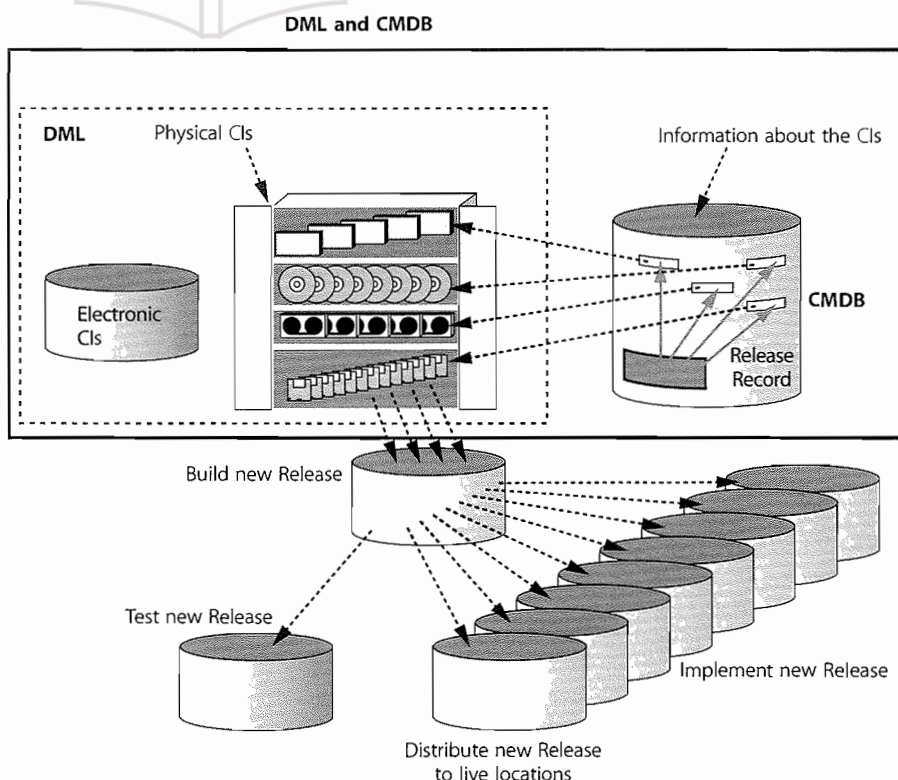 DML and CMDB
DML
Physical CIs
Information about the CIs
Electronic
CIs
CMDB
Release
Record
Build new Release
Test new Release
Implement new Release
Distribute new Release
to live locations